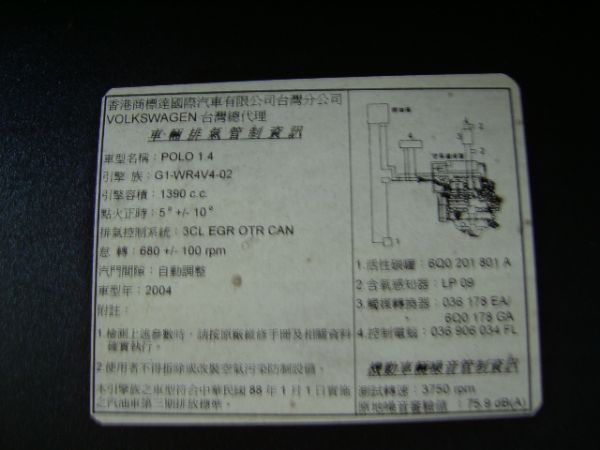 香港商標達國際汽車有限公司台灣分公司
VOLKSWAGEN 台灣總代理
車輛排氣管制資訊
車型名稱：POLO 1.4
引擎 族：G1-WR4V4-02
引擎容積：1390 c.c.
點火正時：5° +/- 10°
排氣控制系統：3CL EGR OTR CAN
怠 轉：680 +/- 100 rpm
汽門間隙：自動調整
車型年：2004
附註：
1.檢測上述參數時，請按原廠維修手冊及相關資料
確實執行。
2.使用者不得拆除或改裝空氣污染防制設備。
本引擎族之車型符合中華民國 88 年 1 月 1 日實施
之汽油車第三期排放標準。
2
3
4
1
1.活性碳罐：6Q0 201 801 A
2.含氧感知器：LP 09
3.觸媒轉換器：036 178 EA/
6Q0 178 GA
4.控制電腦：036 906 034 FL
機動車輛噪音管制資訊
測試轉速：3750 rpm
原地噪音審驗值：75.9 dB(A)